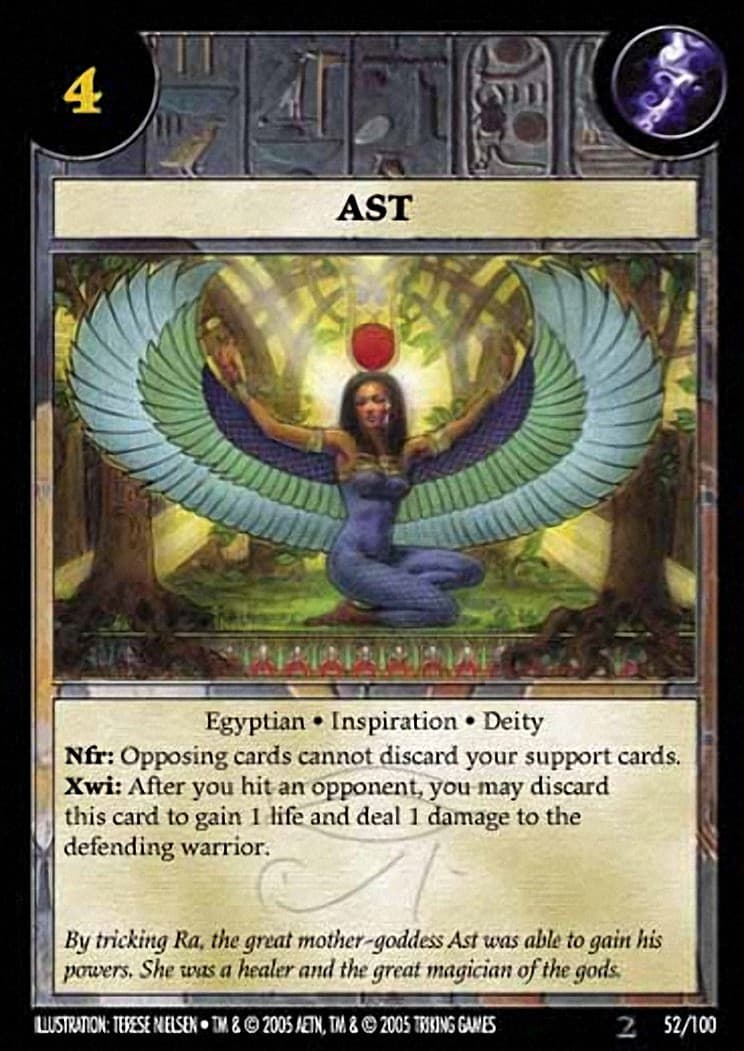 4
AST
Egyptian • Inspiration • Deity
Nfr: Opposing cards cannot discard your support cards.
Xwi: After you hit an opponent, you may discard
this card to gain 1 life and deal 1 damage to the
defending warrior.
By tricking Ra, the great mother-goddess Ast was able to gain his
powers. She was a healer and the great magician of the gods.
ILLUSTRATION: TERESE NIELSEN • TM & © 2005 AETN, TM & © 2005 TRIKING GAMES 2 52/100